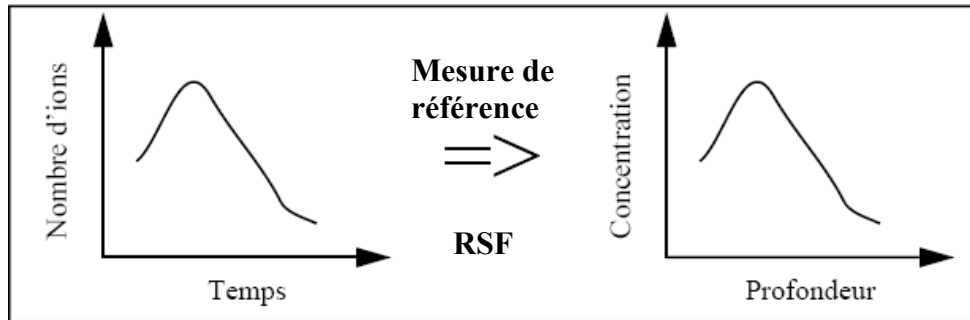 Nombre d'ions
Temps
Mesure de
référence
RSF
Concentration
Profondeur